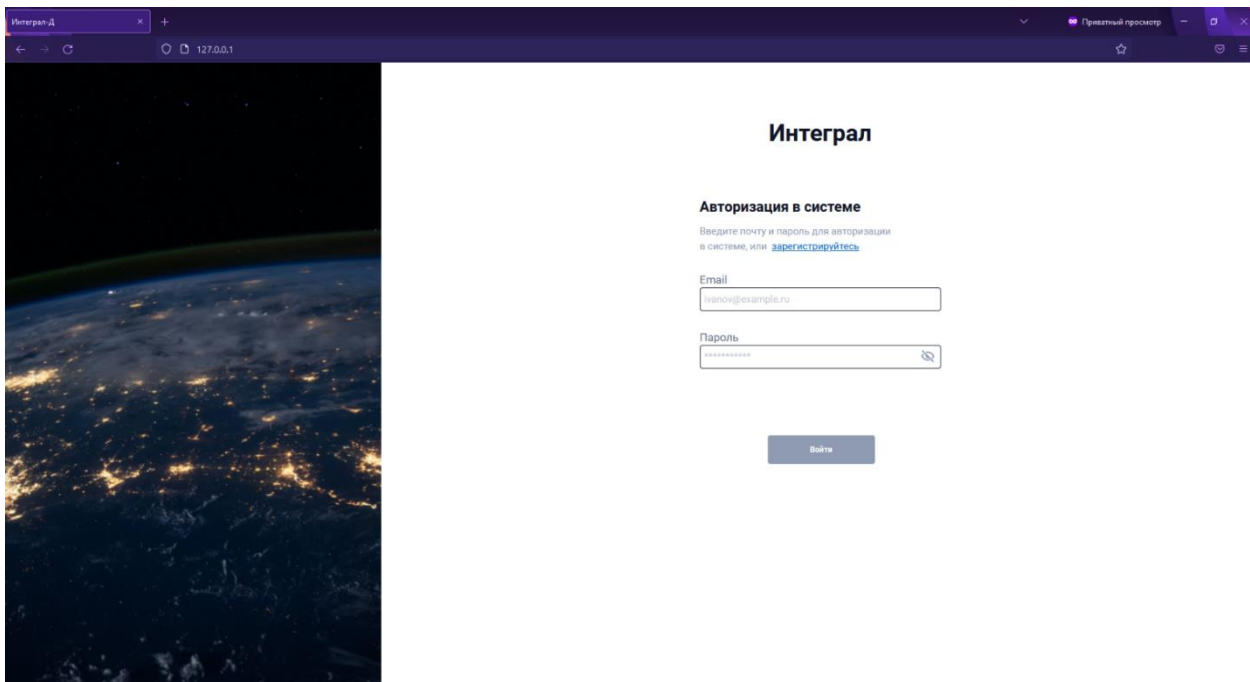 Интеграл-Д
Приватный просмотр
127.0.0.1
Интеграл
Авторизация в системе
Введите почту и пароль для авторизации
в системе, или зарегистрируйтесь
Email
ivanov@example.ru
Пароль
***********
Войти